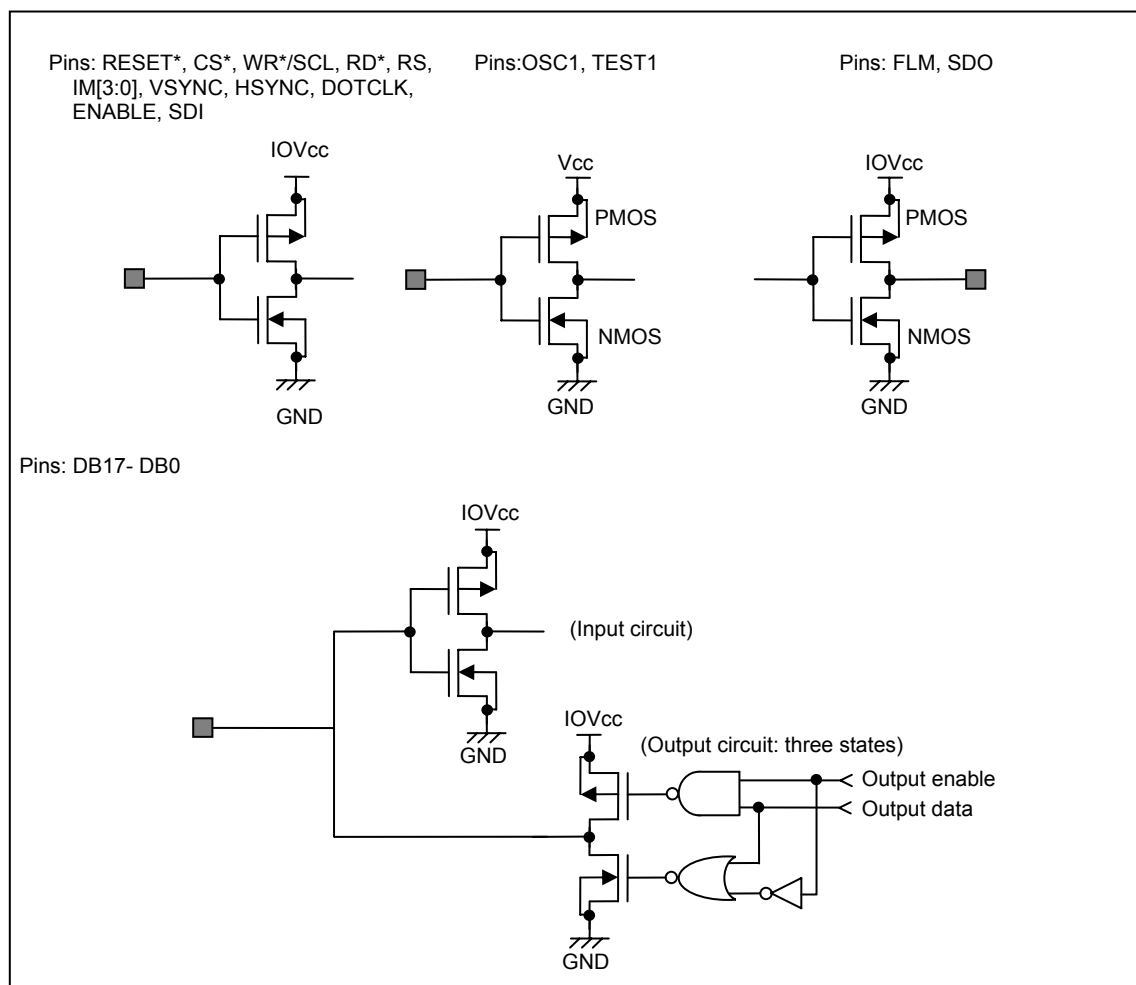 Pins: RESET*, CS*, WR*/SCL, RD*, RS,
IM[3:0], VSYNC, HSYNC, DOTCLK,
ENABLE, SDI
IOVcc
GND
Pins:OSC1, TEST1
Vcc
PMOS
NMOS
GND
Pins: FLM, SDO
IOVcc
PMOS
NMOS
GND
Pins: DB17- DB0
IOVcc
(Input circuit)
GND
IOVcc
(Output circuit: three states)
Output enable
Output data
GND